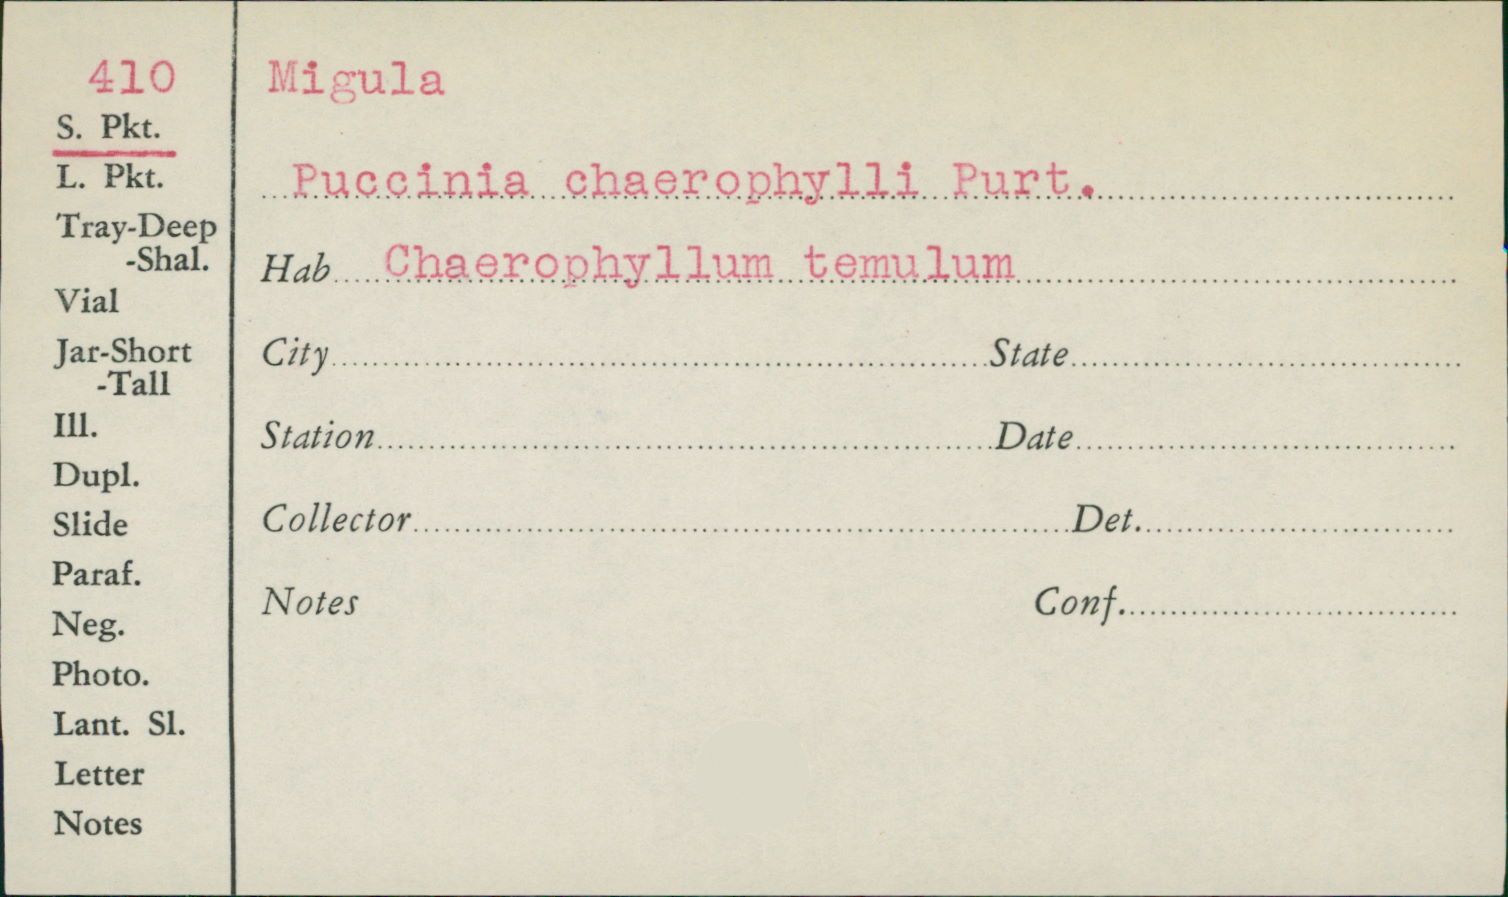 410
S. Pkt.
L. Pkt.
Tray-Deep
-Shal.
Vial
Jar-Short
-Tall
Ill.
Dupl.
Slide
Paraf.
Neg.
Photo.
Lant. Sl.
Letter
Notes
Migula
Puccinia chaerophylli Purt.
Hab Chaerophyllum temulum
City State
Station Date
Collector Det.
Notes Conf.